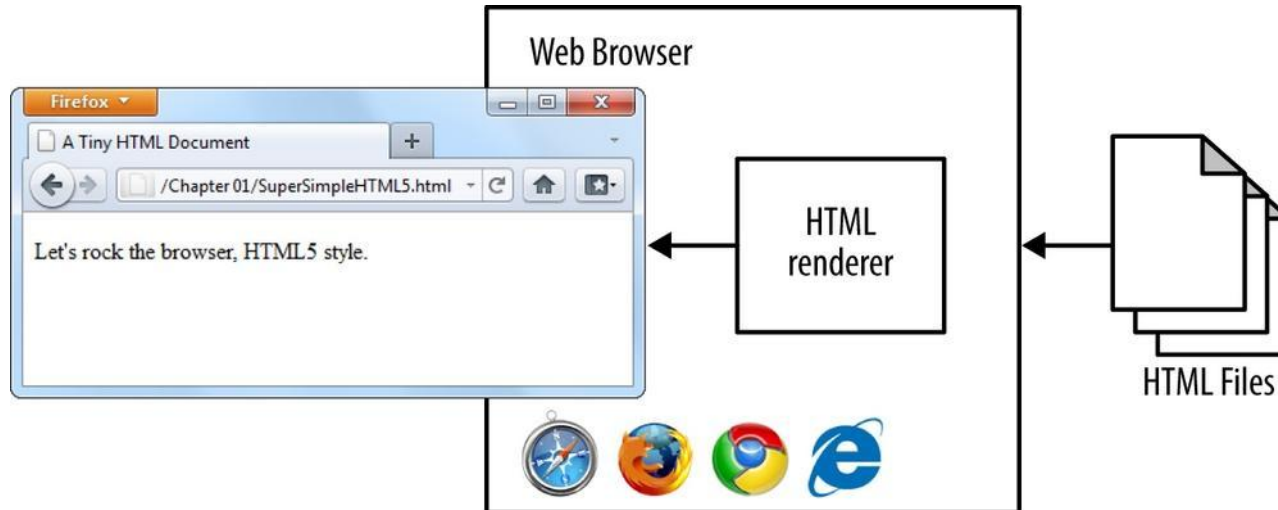 Web Browser
Firefox
A Tiny HTML Document
/Chapter 01/SuperSimpleHTML5.html
Let's rock the browser, HTML5 style.
HTML
renderer
HTML Files